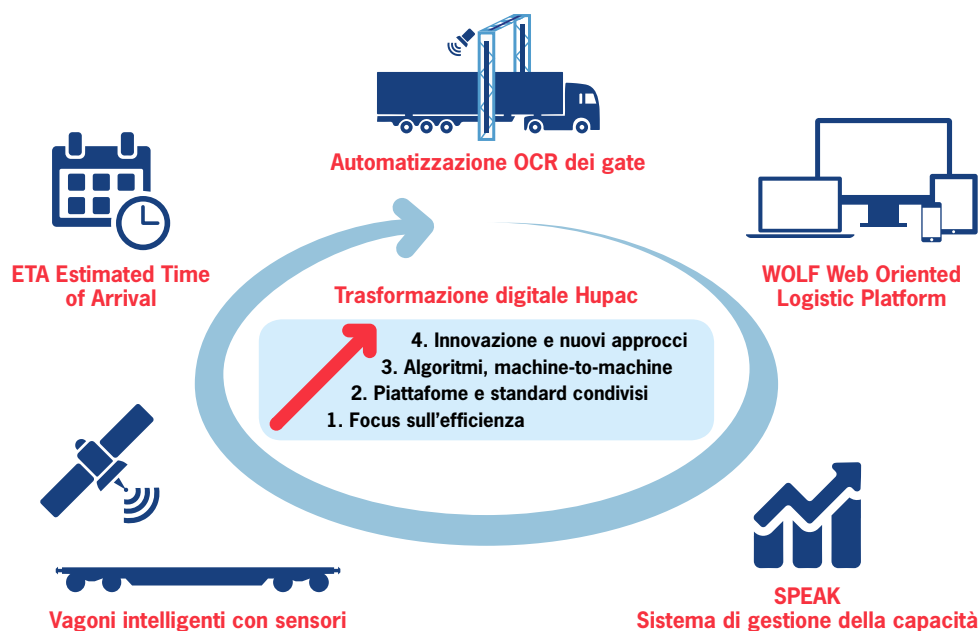 Automatizzazione OCR dei gate
ETA Estimated Time
of Arrival
WOLF Web Oriented
Logistic Platform
Trasformazione digitale Hupac
4. Innovazione e nuovi approcci
3. Algoritmi, machine-to-machine
2. Piattafome e standard condivisi
1. Focus sull'efficienza
Vagoni intelligenti con sensori
SPEAK
Sistema di gestione della capacità